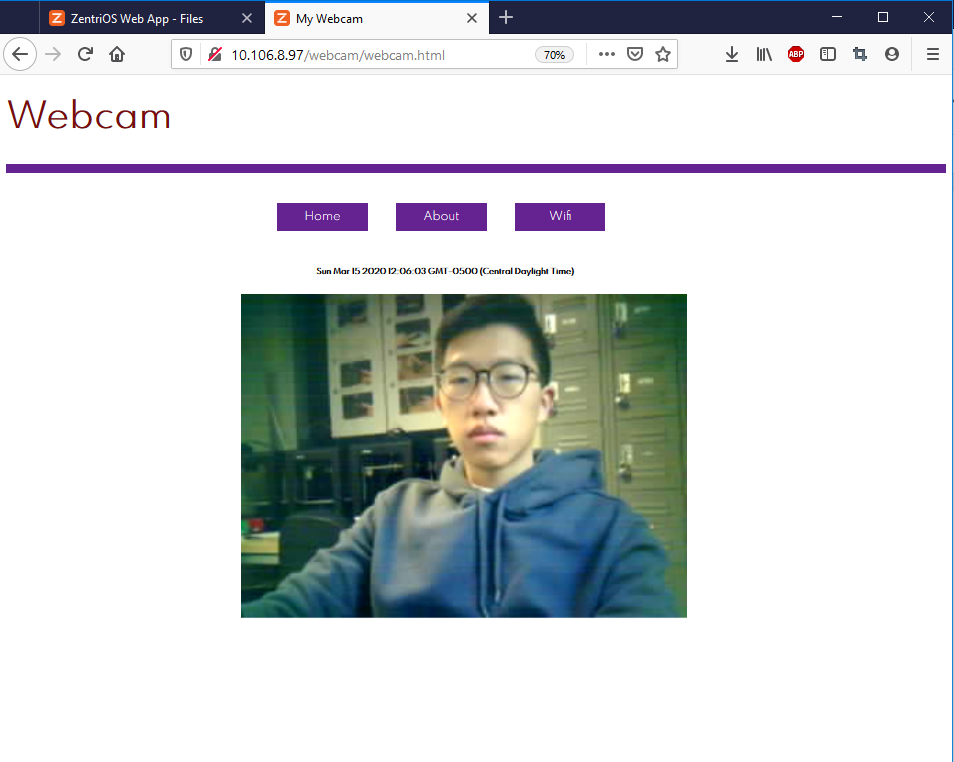 ZentriOS Web App - Files
My Webcam
10.106.8.97/webcam/webcam.html
70%
ABP
Webcam
Home About Wifi
Sun Mar 15 2020 12:06:03 GMT-0500 (Central Daylight Time)